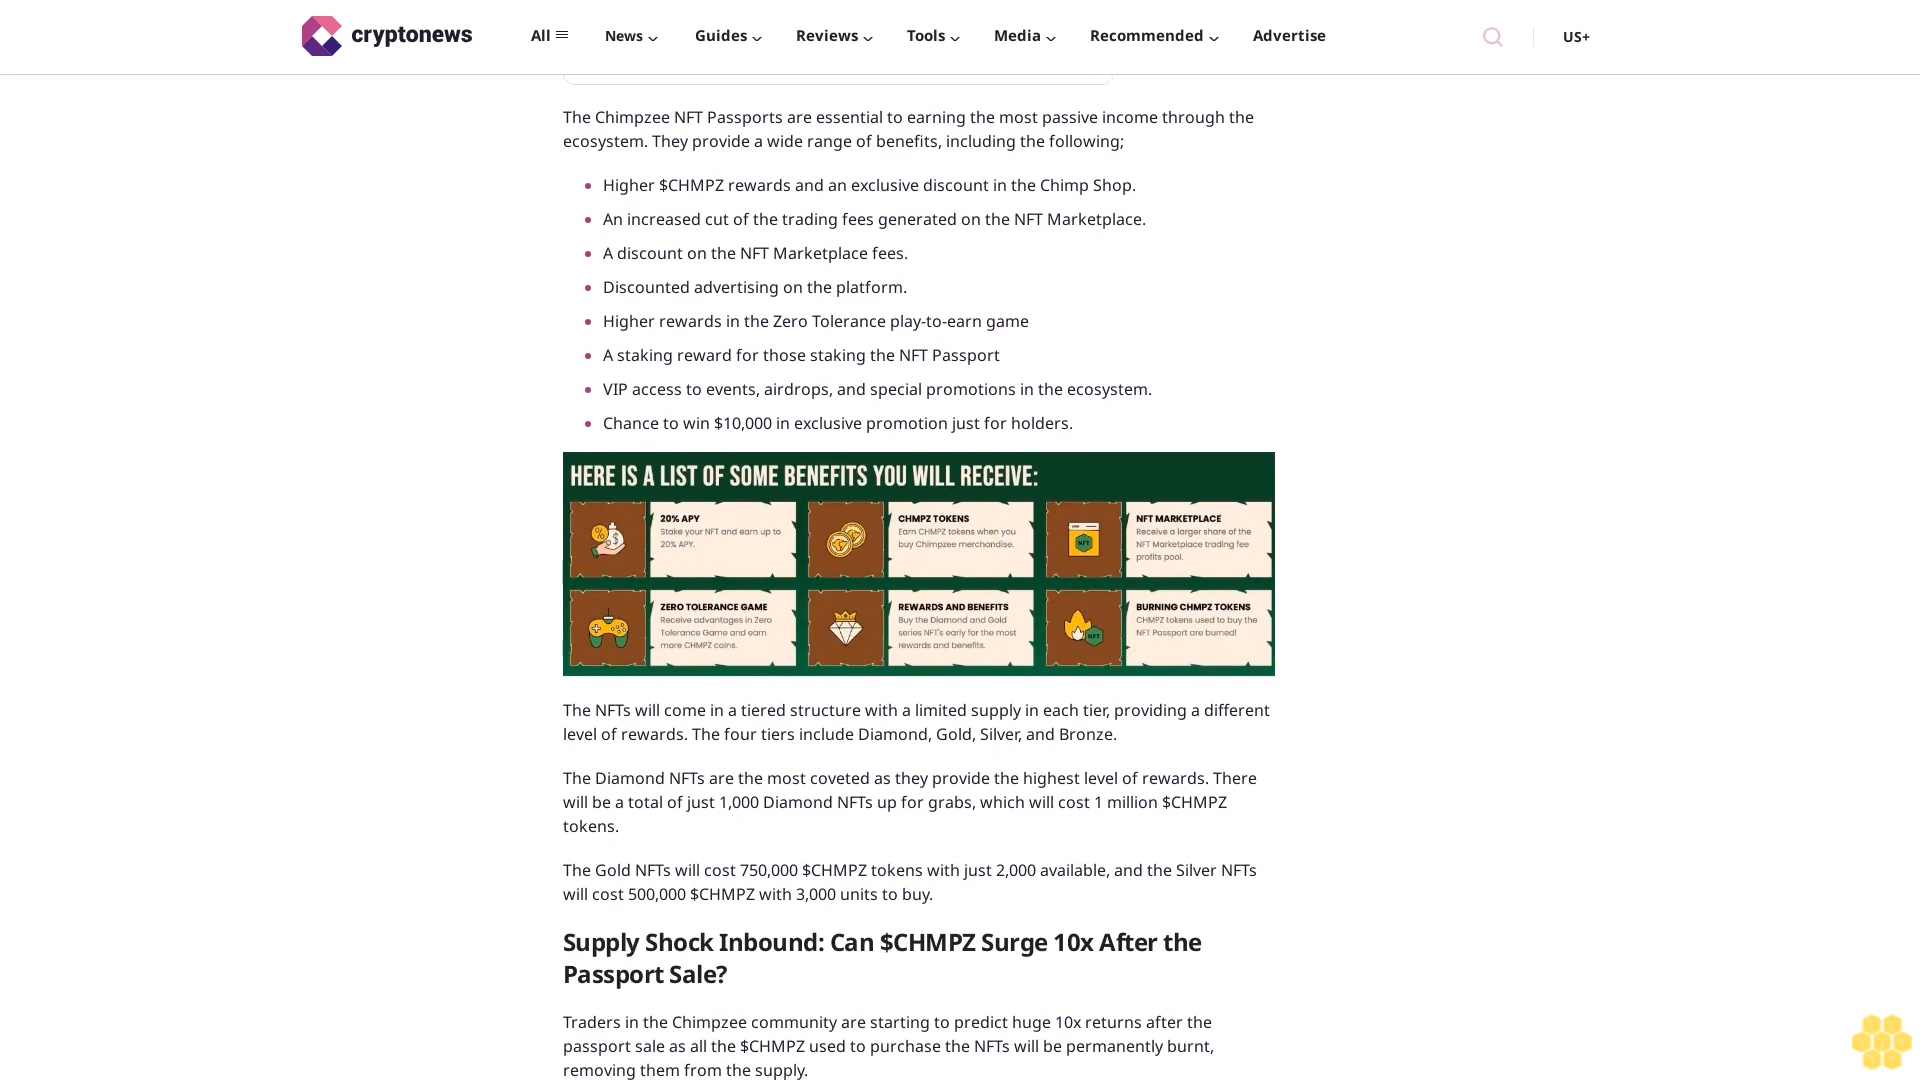 cryptonews
All
News
Guides
Reviews
Tools
Media
Recommended
Advertise
US+
The Chimpzee NFT Passports are essential to earning the most passive income through the
ecosystem. They provide a wide range of benefits, including the following;
Higher $CHMPZ rewards and an exclusive discount in the Chimp Shop.
An increased cut of the trading fees generated on the NFT Marketplace.
A discount on the NFT Marketplace fees.
Discounted advertising on the platform.
Higher rewards in the Zero Tolerance play-to-earn game
A staking reward for those staking the NFT Passport
VIP access to events, airdrops, and special promotions in the ecosystem.
Chance to win $10,000 in exclusive promotion just for holders.
HERE IS A LIST OF SOME BENEFITS YOU WILL RECEIVE:
20% APY
Stake your NFT and earn up to
20% APY.
CHMPZ TOKENS
Earn CHMPZ tokens when you
buy Chimpzee merchandise.
NFT
NFT MARKETPLACE
Receive a larger share of the
NFT Marketplace trading fee
profits pool.
ZERO TOLERANCE GAME
Receive advantages in Zero
Tolerance Game and earn
more CHMPZ coins.
REWARDS AND BENEFITS
Buy the Diamond and Gold
series NFT's early for the most
rewards and benefits.
NFT
BURNING CHMPZ TOKENS
CHMPZ tokens used to buy the
NFT Passport are burned!
The NFTs will come in a tiered structure with a limited supply in each tier, providing a different
level of rewards. The four tiers include Diamond, Gold, Silver, and Bronze.
The Diamond NFTs are the most coveted as they provide the highest level of rewards. There
will be a total of just 1,000 Diamond NFTs up for grabs, which will cost 1 million $CHMPZ
tokens.
The Gold NFTs will cost 750,000 $CHMPZ tokens with just 2,000 available, and the Silver NFTs
will cost 500,000 $CHMPZ with 3,000 units to buy.
Supply Shock Inbound: Can $CHMPZ Surge 10x After the
Passport Sale?
Traders in the Chimpzee community are starting to predict huge 10x returns after the
passport sale as all the $CHMPZ used to purchase the NFTs will be permanently burnt,
removing them from the supply.